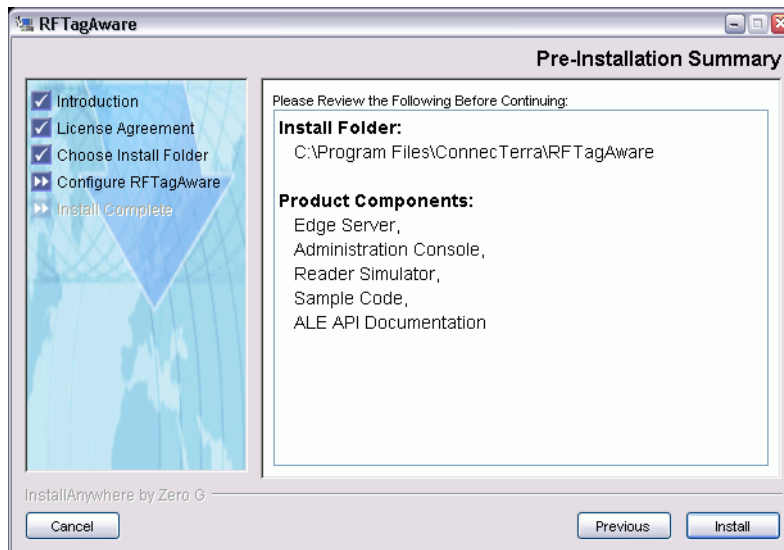 RFTagAware
Pre-Installation Summary
Introduction
License Agreement
Choose Install Folder
Configure RFTagAware
Install Complete
Please Review the Following Before Continuing:
Install Folder:
C:\Program Files\ConnecTerra\RFTagAware
Product Components:
Edge Server,
Administration Console,
Reader Simulator,
Sample Code,
ALE API Documentation
InstallAnywhere by Zero G
Cancel
Previous
Install